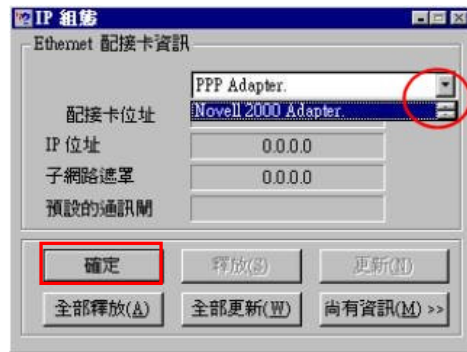 IP 組態
Ethernet 配接卡資訊
PPP Adapter.
Novell 2000 Adapter.
配接卡位址
IP 位址 0.0.0.0
子網路遮罩 0.0.0.0
預設的通訊閘
確定 釋放(S) 更新(N)
全部釋放(A) 全部更新(W) 尚有資訊(M) >>